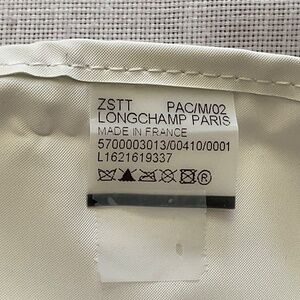 ZSTT PAC/M/02
LONGCHAMP PARIS
MADE IN FRANCE
5700003013/00410/0001
L1621619337